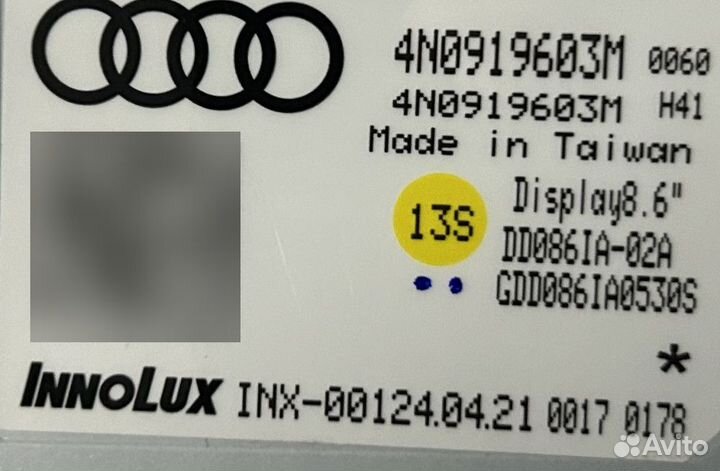 4N0919603M 0060
4N0919603M H41
Made in Taiwan
Display8.6"
13S
DD086IA-02A
GDD086IA0530S
*
INNOLUX INX-00124.04.21 0017 0178
Avito